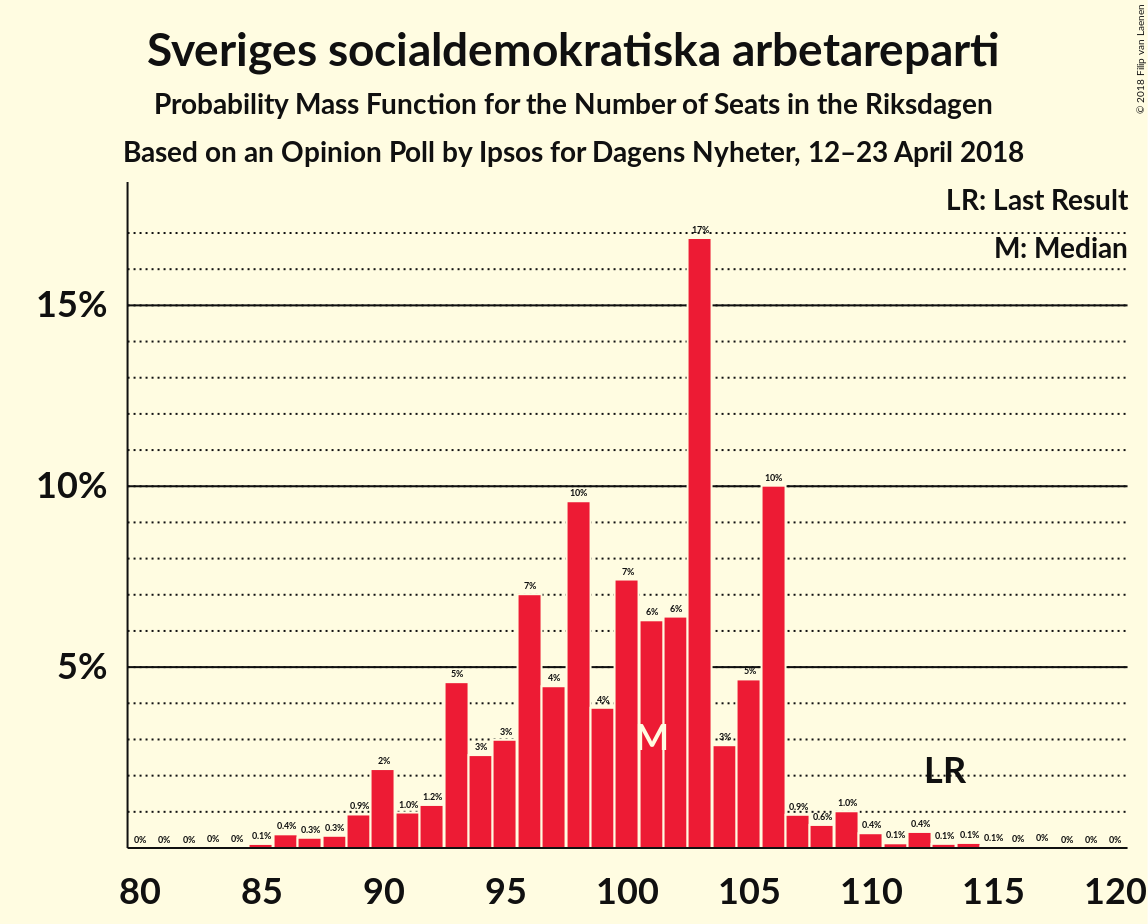 Sveriges socialdemokratiska arbetareparti
Probability Mass Function for the Number of Seats in the Riksdagen
Based on an Opinion Poll by Ipsos for Dagens Nyheter, 12–23 April 2018
© 2018 Filip van Laenen
LR: Last Result
M: Median
15%
10%
5%
0% 0% 0% 0% 0% 0.1% 0.4% 0.3% 0.3% 0.9% 2% 1.0% 1.2% 5% 3% 3% 7% 4% 10% 4% 7% 6% 6% 17% 3% 5% 10% 0.9% 0.6% 1.0% 0.4% 0.1% 0.4% 0.1% 0.1% 0.1% 0% 0% 0% 0% 0%
M
LR
80 85 90 95 100 105 110 115 120